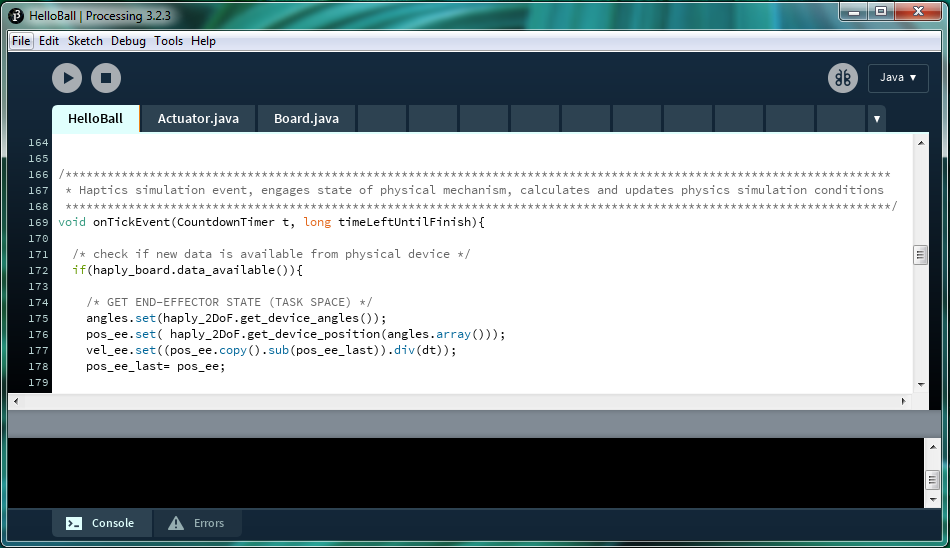 HelloBall | Processing 3.2.3
File Edit Sketch Debug Tools Help
Java ▼
HelloBall Actuator.java Board.java ▼
164
165
166 /**********************************************************************************************************************
167  * Haptics simulation event, engages state of physical mechanism, calculates and updates physics simulation conditions
168  **********************************************************************************************************************/
169 void onTickEvent(CountdownTimer t, long timeLeftUntilFinish){
170
171   /* check if new data is available from physical device */
172   if(haply_board.data_available()){
173
174     /* GET END-EFFECTOR STATE (TASK SPACE) */
175     angles.set(haply_2DoF.get_device_angles());
176     pos_ee.set( haply_2DoF.get_device_position(angles.array()));
177     vel_ee.set((pos_ee.copy().sub(pos_ee_last)).div(dt));
178     pos_ee_last= pos_ee;
179
Console Errors